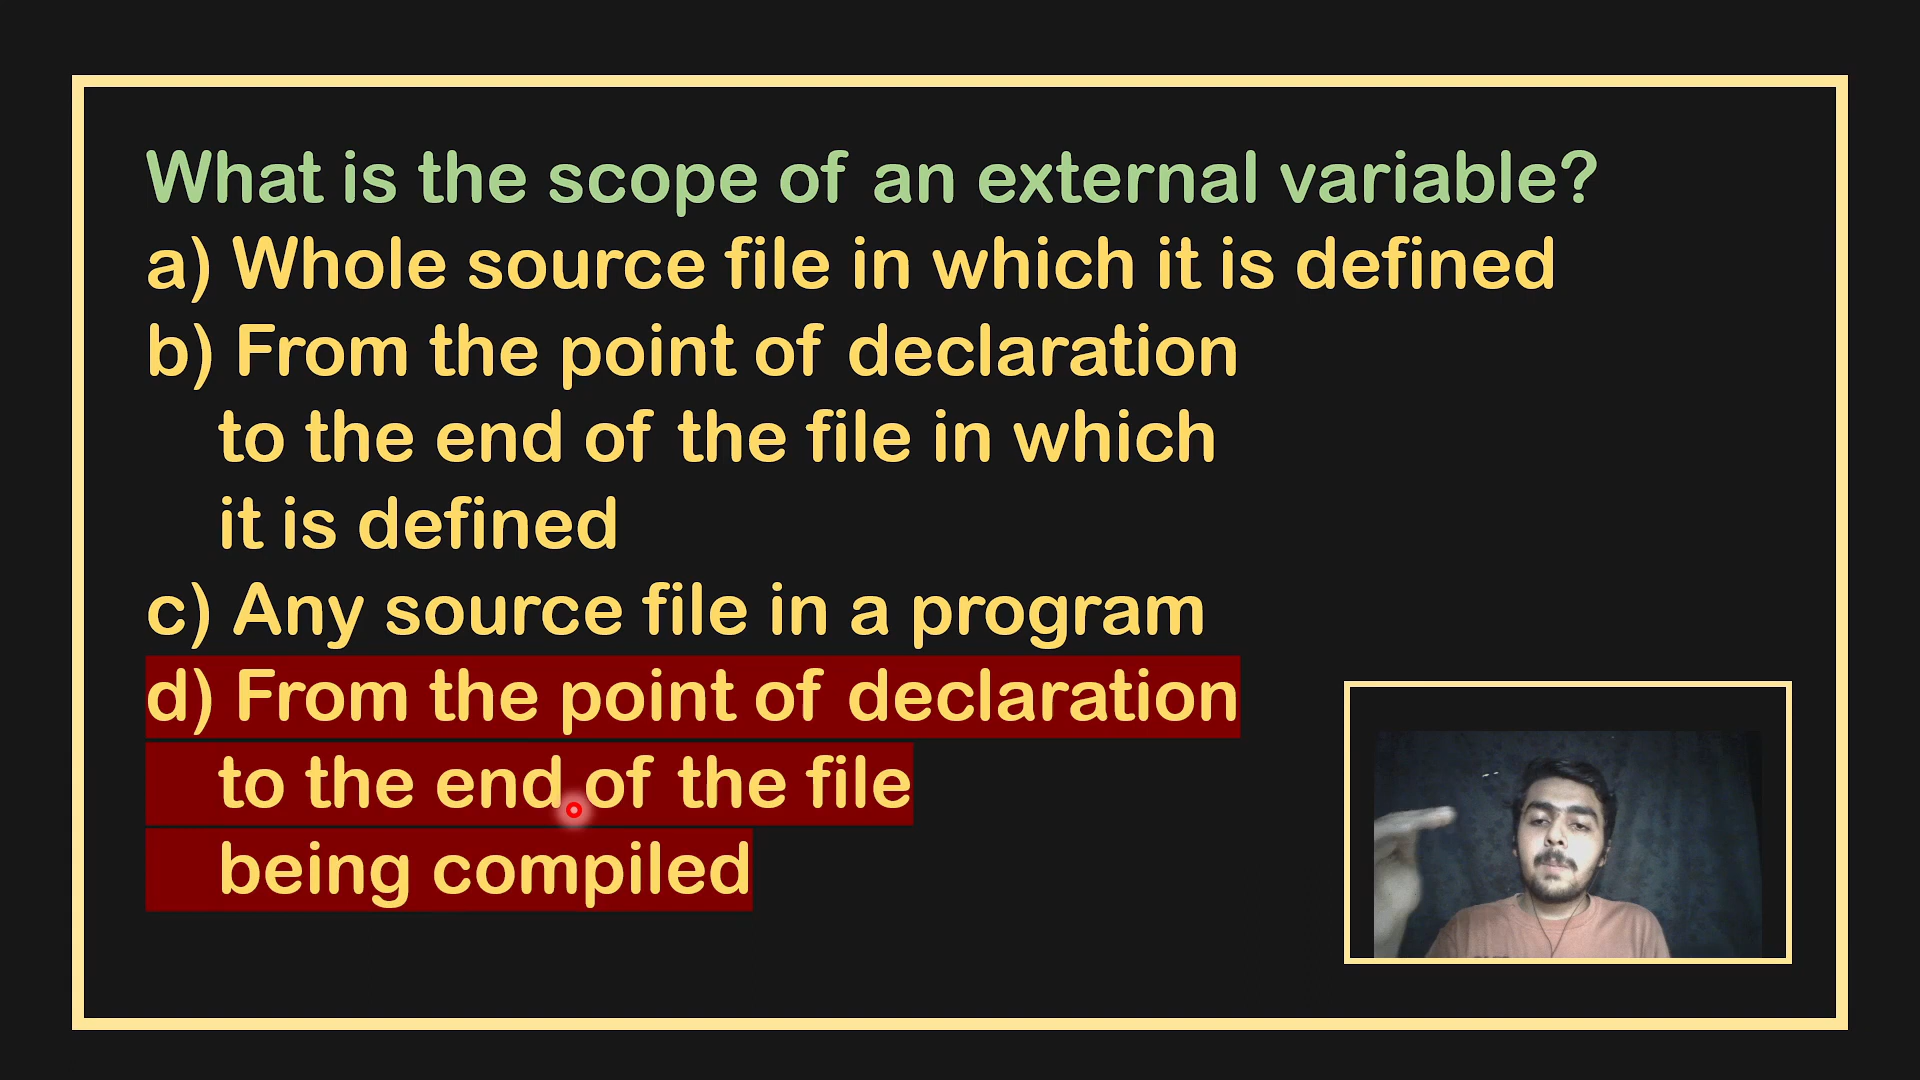 What is the scope of an external variable?
a) Whole source file in which it is defined
b) From the point of declaration
to the end of the file in which
it is defined
c) Any source file in a program
d) From the point of declaration
to the end of the file
being compiled